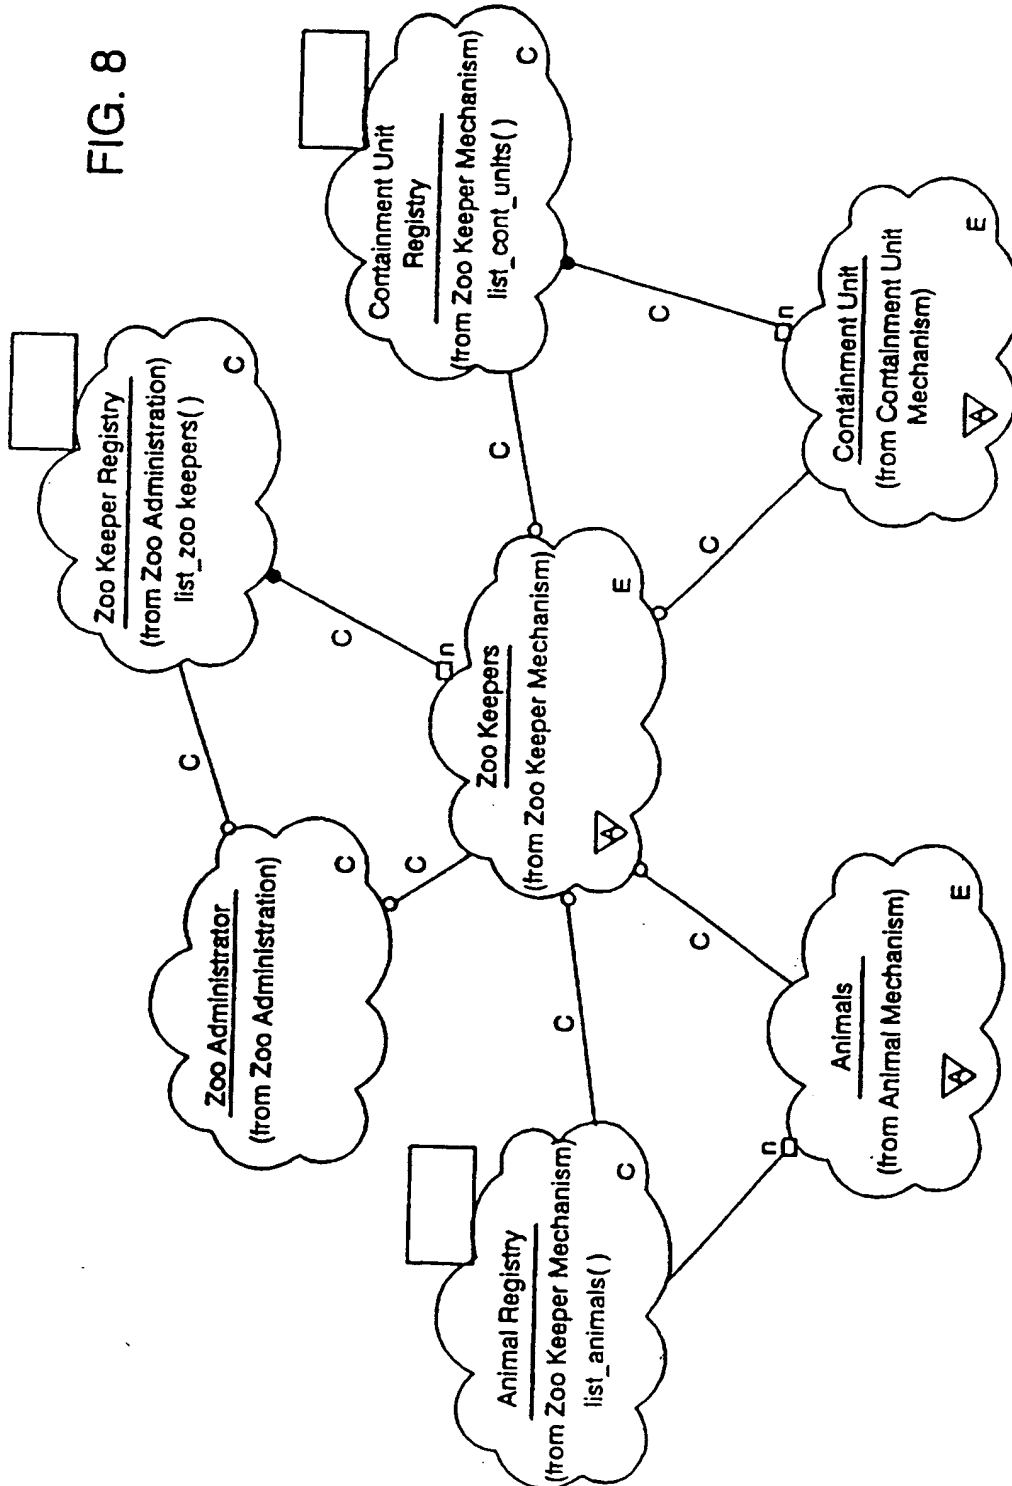 FIG. 8
Zoo Keeper Registry
(from Zoo Administration)
list_zoo keepers( )
C
Containment Unit
Registry
(from Zoo Keeper Mechanism)
list_cont_units( )
C
Zoo Administrator
(from Zoo Administration)
C
C
C
C
C
n
Zoo Keepers
(from Zoo Keeper Mechanism)
A
E
C
n
Animal Registry
(from Zoo Keeper Mechanism)
list_animals( )
C
C
C
C
n
Animals
(from Animal Mechanism)
A
E
Containment Unit
(from Containment Unit
Mechanism)
A
E